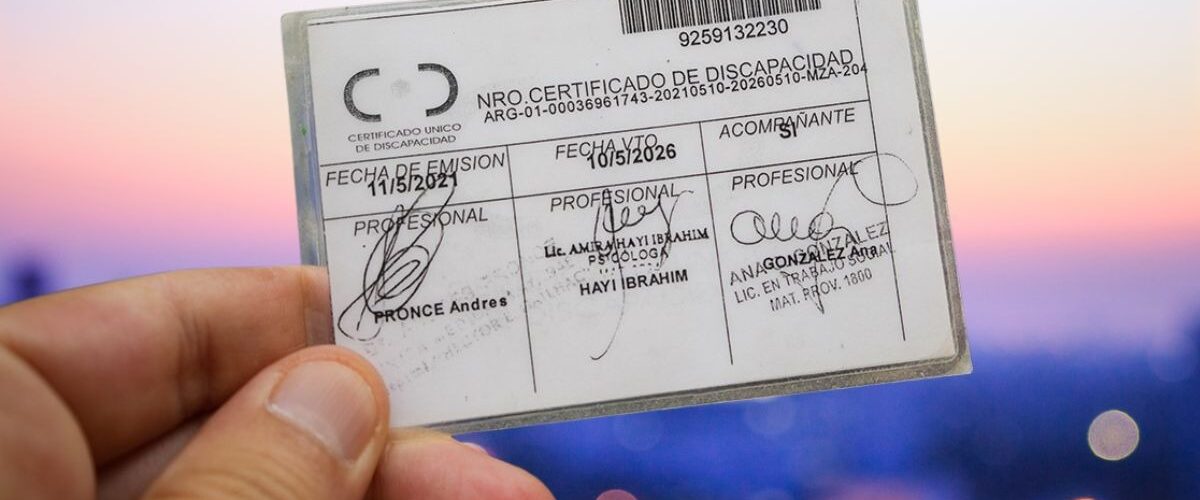 9259132230
NRO.CERTIFICADO DE DISCAPACIDAD
ARG-01-00036961743-20210510-20260510-MZA-204
CERTIFICADO UNICO
DE DISCAPACIDAD
FECHA DE EMISION
11/5/2021
FECHA VTO
10/5/2026
ACOMPAÑANTE
SI
PROFESIONAL
PRONCE Andres
PROFESIONAL
Lic. AMIRA HAYI IBRAHIM
PSICÓLOGA
HAYI IBRAHIM
PROFESIONAL
ANA GONZALEZ
GONZALEZ Ana
LIC. EN TRABAJO SOCIAL
MAT. PROV. 1800